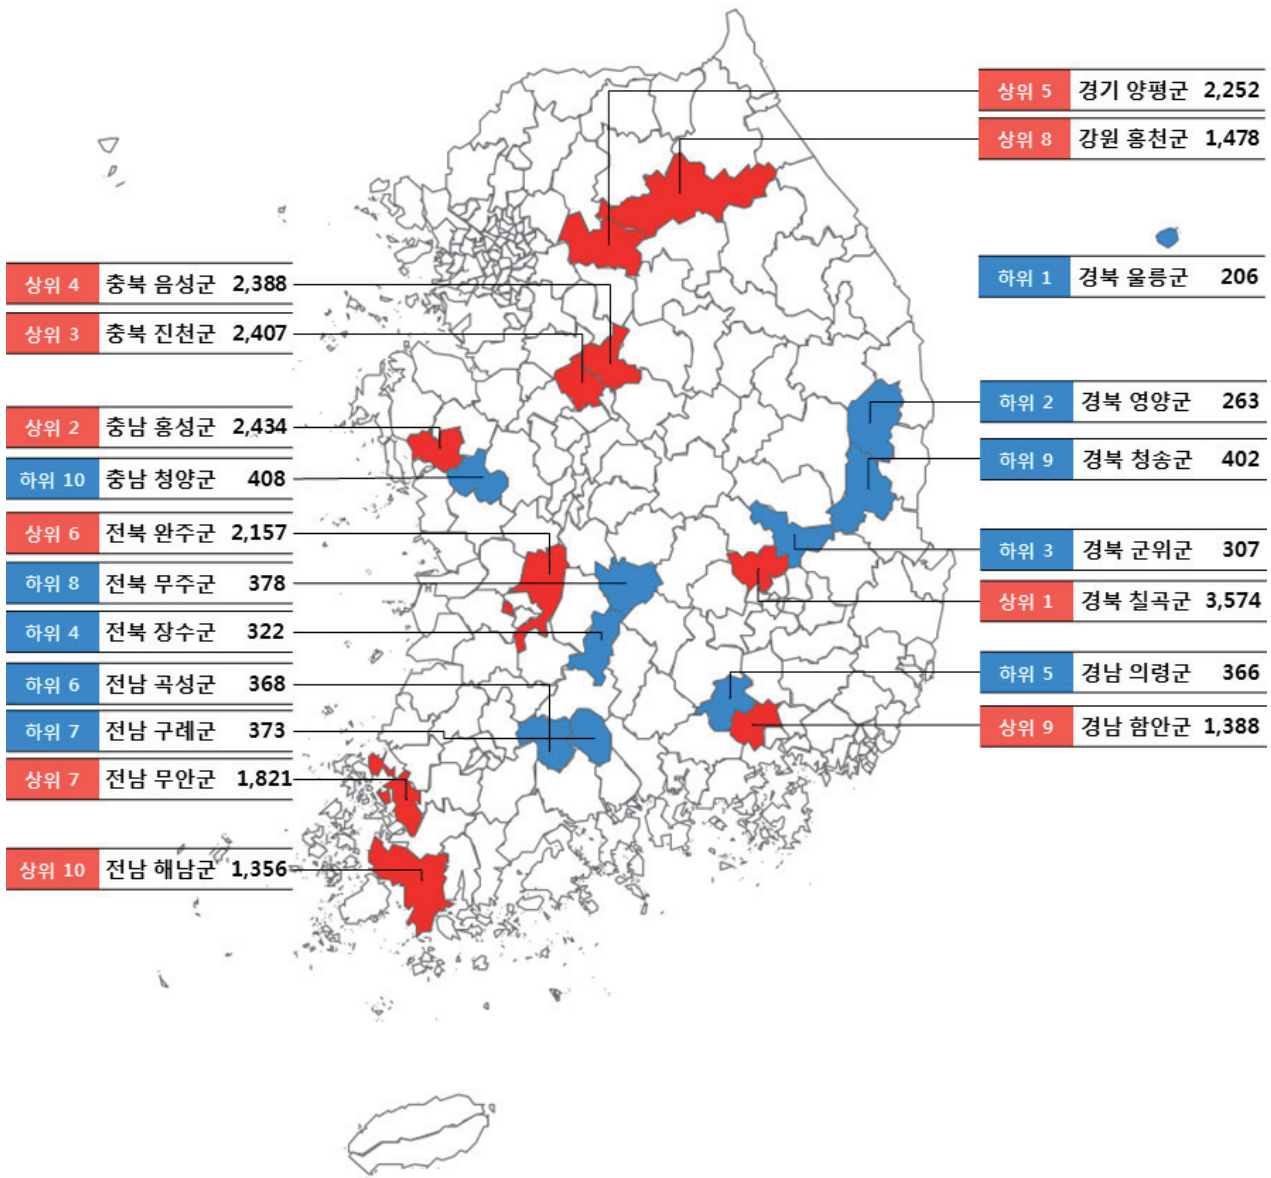 상위 5 경기 양평군 2,252
상위 8 강원 홍천군 1,478
하위 1 경북 울릉군 206
상위 4 충북 음성군 2,388
상위 3 충북 진천군 2,407
상위 2 충남 홍성군 2,434
하위 10 충남 청양군 408
상위 6 전북 완주군 2,157
하위 8 전북 무주군 378
하위 4 전북 장수군 322
하위 6 전남 곡성군 368
하위 7 전남 구례군 373
상위 7 전남 무안군 1,821
상위 10 전남 해남군 1,356
하위 2 경북 영양군 263
하위 9 경북 청송군 402
하위 3 경북 군위군 307
상위 1 경북 칠곡군 3,574
하위 5 경남 의령군 366
상위 9 경남 함안군 1,388